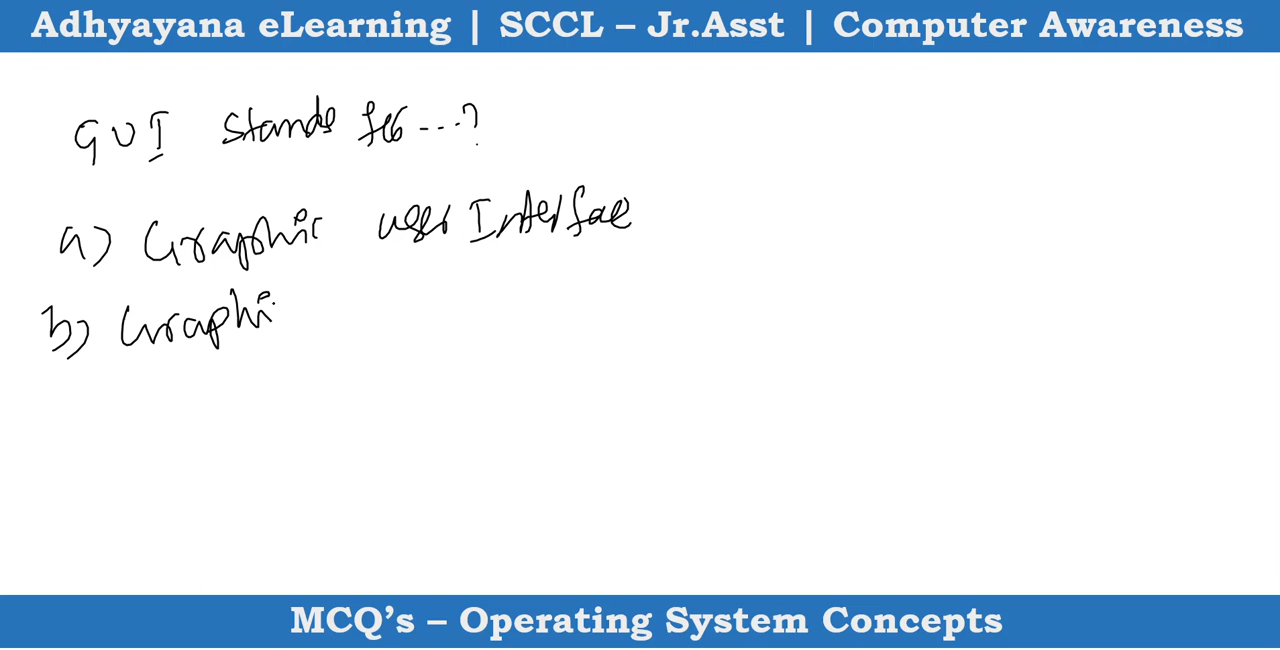 Adhyayana eLearning | SCCL – Jr.Asst | Computer Awareness
GUI stands for ...?
a) Graphic user Interface
b) Graphi
MCQ’s – Operating System Concepts